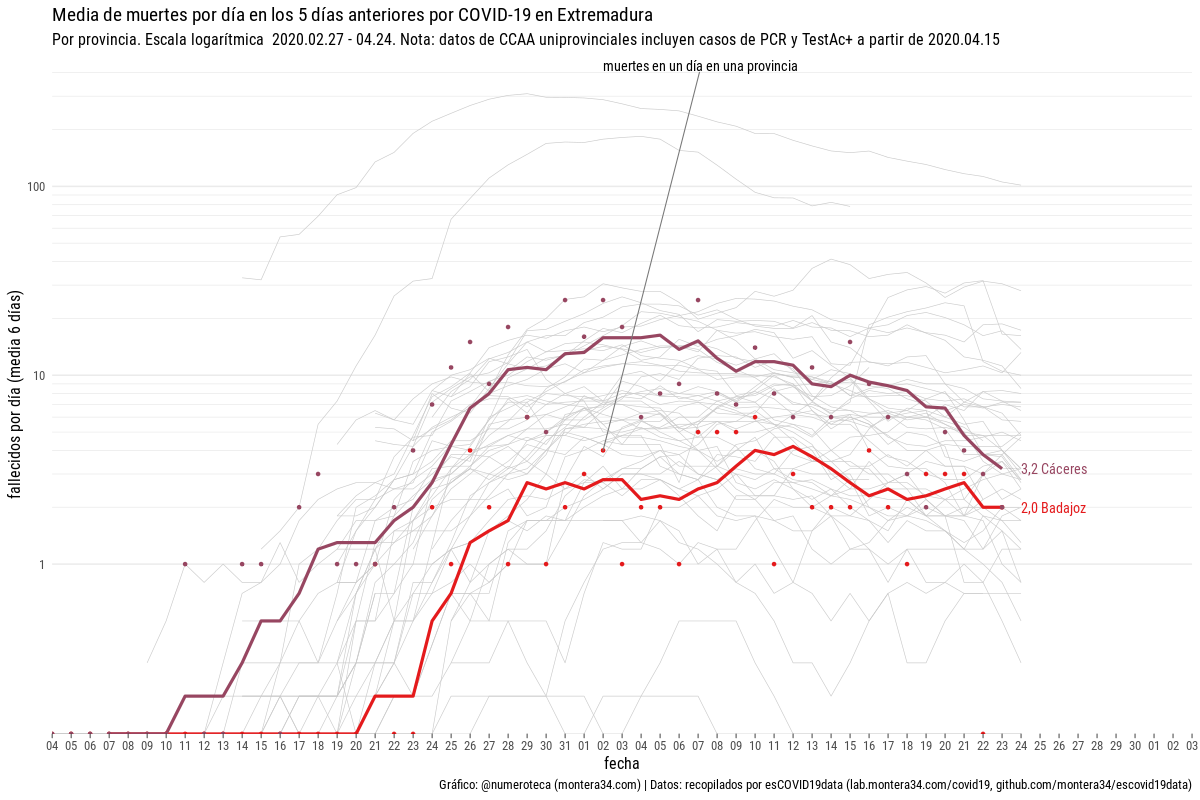 Media de muertes por día en los 5 días anteriores por COVID-19 en Extremadura
Por provincia. Escala logarítmica  2020.02.27 - 04.24. Nota: datos de CCAA uniprovinciales incluyen casos de PCR y TestAc+ a partir de 2020.04.15
muertes en un día en una provincia
fallecidos por día (media  6 días)
100
10
1
3,2 Cáceres
2,0 Badajoz
04 05 06 07 08 09 10 11 12 13 14 15 16 17 18 19 20 21 22 23 24 25 26 27 28 29 30 31 01 02 03 04 05 06 07 08 09 10 11 12 13 14 15 16 17 18 19 20 21 22 23 24 25 26 27 28 29 30 01 02 03
fecha
Gráfico: @numeroteca (montera34.com) | Datos: recopilados por esCOVID19data (lab.montera34.com/covid19, github.com/montera34/escovid19data)